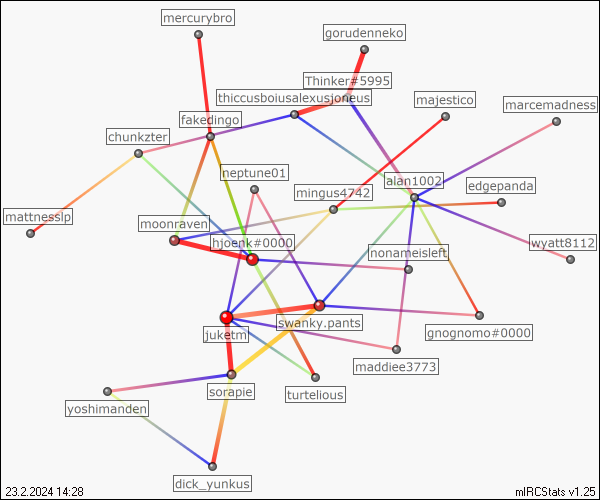 mercurybro
gorudenneko
Thinker#5995
thiccusboiusalexusjoneus
majestico
marcemadness
fakedingo
chunkzter
neptune01
alan1002
mingus4742
edgepanda
mattnesslp
moonraven
hjoenk#0000
nonameisleft
wyatt8112
juketm
swanky.pants
gnognomo#0000
maddiee3773
sorapie
turtelious
yoshimanden
dick_yunkus
23.2.2024 14:28
mIRCStats v1.25